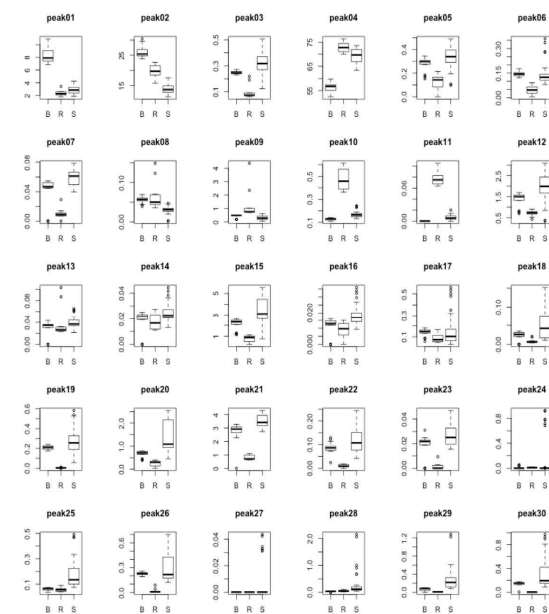 peak01 peak02 peak03 peak04 peak05 peak06
2 4 6 8 15 25 0.1 0.3 0.5 55 65 75 0.0 0.2 0.4 0.00 0.15 0.30
B R S B R S B R S B R S B R S B R S
peak07 peak08 peak09 peak10 peak11 peak12
0.00 0.04 0.08 0.00 0.10 0 1 2 3 4 0.1 0.3 0.5 0.00 0.06 0.5 1.5 2.5
B R S B R S B R S B R S B R S B R S
peak13 peak14 peak15 peak16 peak17 peak18
0.00 0.04 0.08 0.00 0.02 0.04 1 3 5 0.000 0.020 0.1 0.3 0.5 0.00 0.10
B R S B R S B R S B R S B R S B R S
peak19 peak20 peak21 peak22 peak23 peak24
0.0 0.2 0.4 0.6 0.0 1.0 2.0 0 1 2 3 4 0.00 0.10 0.20 0.00 0.02 0.04 0.0 0.4 0.8
B R S B R S B R S B R S B R S B R S
peak25 peak26 peak27 peak28 peak29 peak30
0.1 0.3 0.5 0.0 0.2 0.4 0.6 0.00 0.02 0.04 0.0 1.0 2.0 0.0 0.4 0.8 1.2 0.0 0.4 0.8
B R S B R S B R S B R S B R S B R S